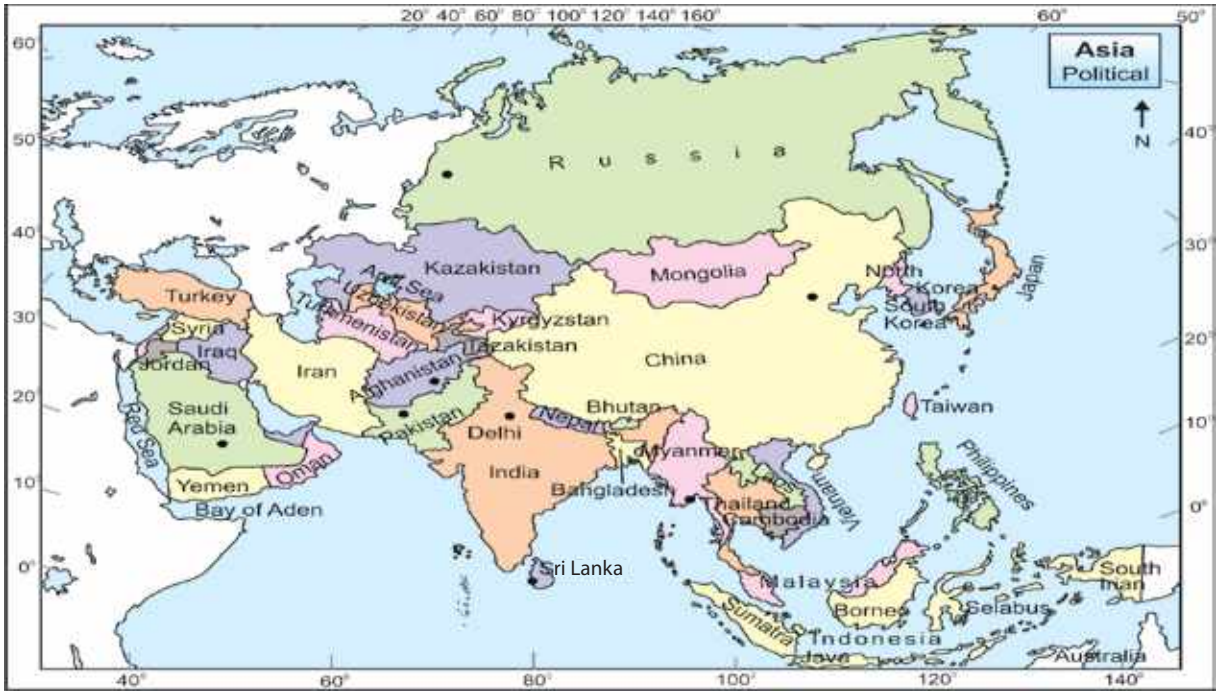 20° 40° 60° 80° 100° 120° 140° 160° 60° 50°
60°
50°
40°
30°
20°
10°
0°
40°
30°
20°
10°
0°
Asia
Political
N
Russia
Kazakistan
Mongolia
Aral Sea
Uzbekistan
Turkmenistan
Kyrgyzstan
Tazakistan
Turkey
Syria
Iraq
Jordan
Iran
Afghanistan
Pakistan
Saudi
Arabia
Red Sea
Oman
Yemen
Bay of Aden
China
North
Korea
South
Korea
Japan
Taiwan
Nepal
Bhutan
Delhi
India
Bangladesh
Myanmar
Laos
Thailand
Cambodia
Vietnam
Philippines
Sri Lanka
Malaysia
Borneo
Sumatra
Indonesia
Java
Selabus
South
Irian
Australia
40° 60° 80° 100° 120° 140°